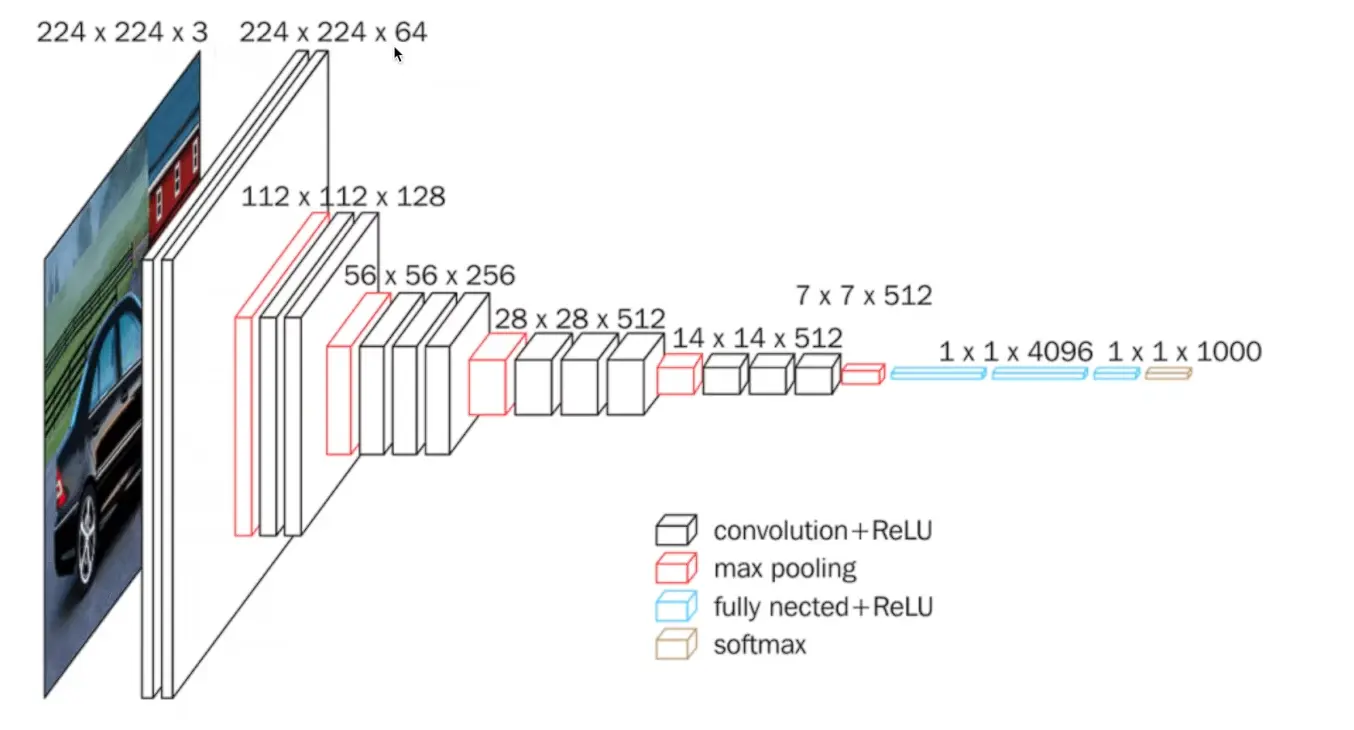 224 x 224 x 3
224 x 224 x 64
112 x 112 x 128
56 x 56 x 256
28 x 28 x 512
14 x 14 x 512
7 x 7 x 512
1 x 1 x 4096
1 x 1 x 1000
convolution+ReLU
max pooling
fully nected+ReLU
softmax